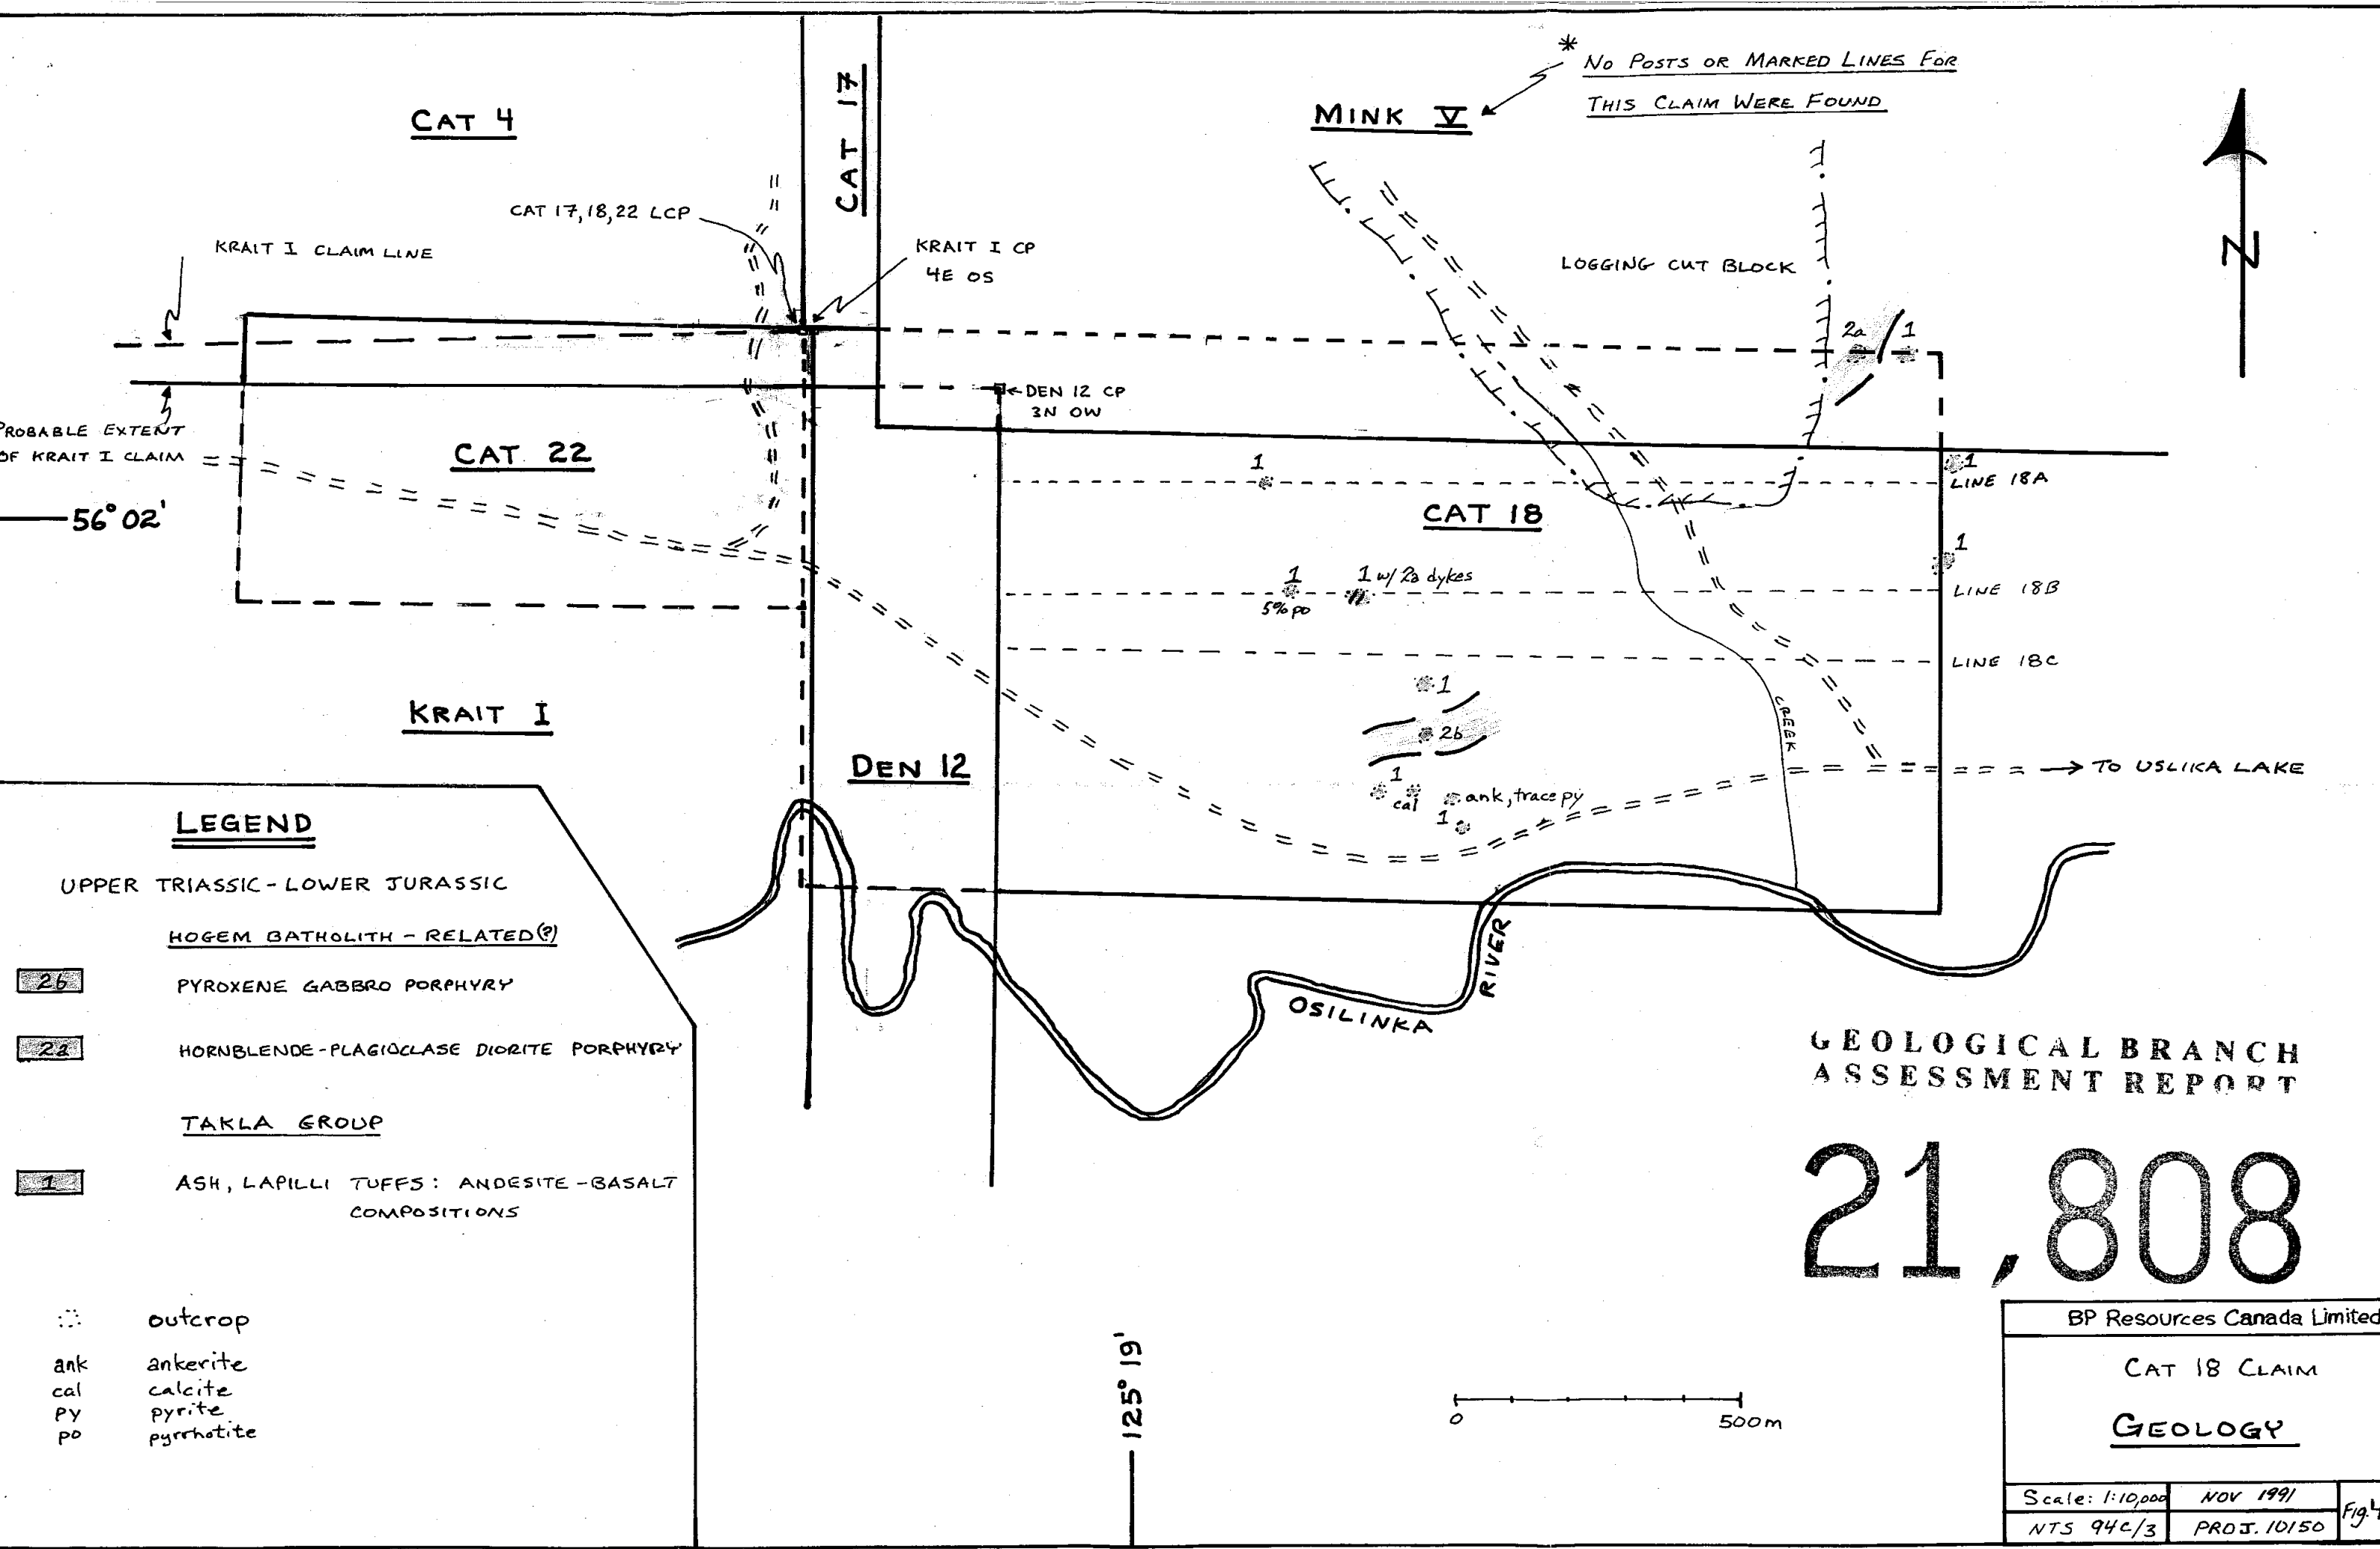 * NO POSTS OR MARKED LINES FOR
THIS CLAIM WERE FOUND
CAT 4
CAT 17
MINK V
CAT 17,18,22 LCP
KRAIT I CLAIM LINE
KRAIT I CP
4E OS
LOGGING CUT BLOCK
N
2a
1
DEN 12 CP
3N OW
PROBABLE EXTENT
OF KRAIT I CLAIM
CAT 22
1
1
LINE 18A
56° 02'
CAT 18
1
1
1 w/ 2a dykes
5% po
LINE 18B
LINE 18C
1
KRAIT I
2b
CREEK
DEN 12
1
cal
ank, trace py
1
TO USLIKA LAKE
LEGEND
UPPER TRIASSIC - LOWER JURASSIC
HOGEM BATHOLITH - RELATED(?)
2b
PYROXENE GABBRO PORPHYRY
2a
HORNBLENDE-PLAGIOCLASE DIORITE PORPHYRY
TAKLA GROUP
1
ASH, LAPILLI TUFFS: ANDESITE-BASALT
COMPOSITIONS
outcrop
ank ankerite
cal calcite
py pyrite
po pyrrhotite
OSILINKA
RIVER
GEOLOGICAL BRANCH
ASSESSMENT REPORT
21,808
125° 19'
0
500m
BP Resources Canada Limited
CAT 18 CLAIM
GEOLOGY
Scale: 1:10,000
NOV 1991
Fig. 4
NTS 94C/3
PROJ. 10150